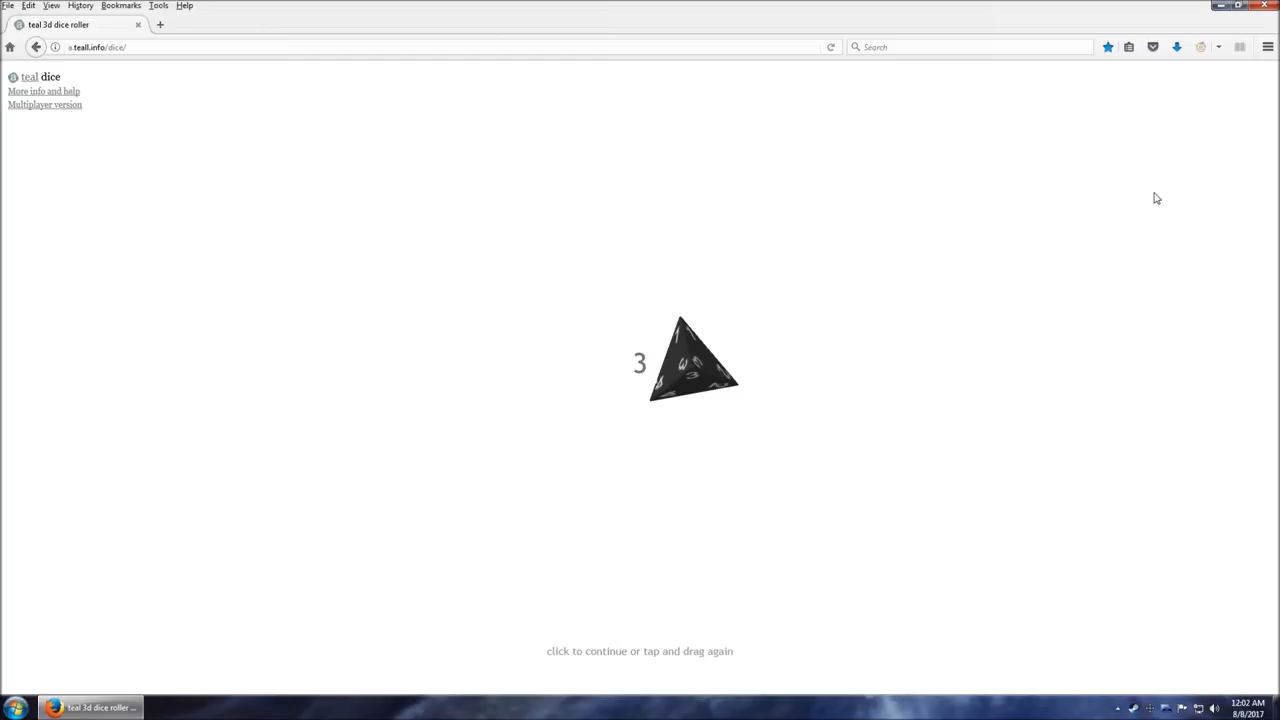 File Edit View History Bookmarks Tools Help
teal 3d dice roller
a.teall.info/dice/
Search
teal dice
More info and help
Multiplayer version
3
click to continue or tap and drag again
teal 3d dice roller ...
12:02 AM
8/8/2017